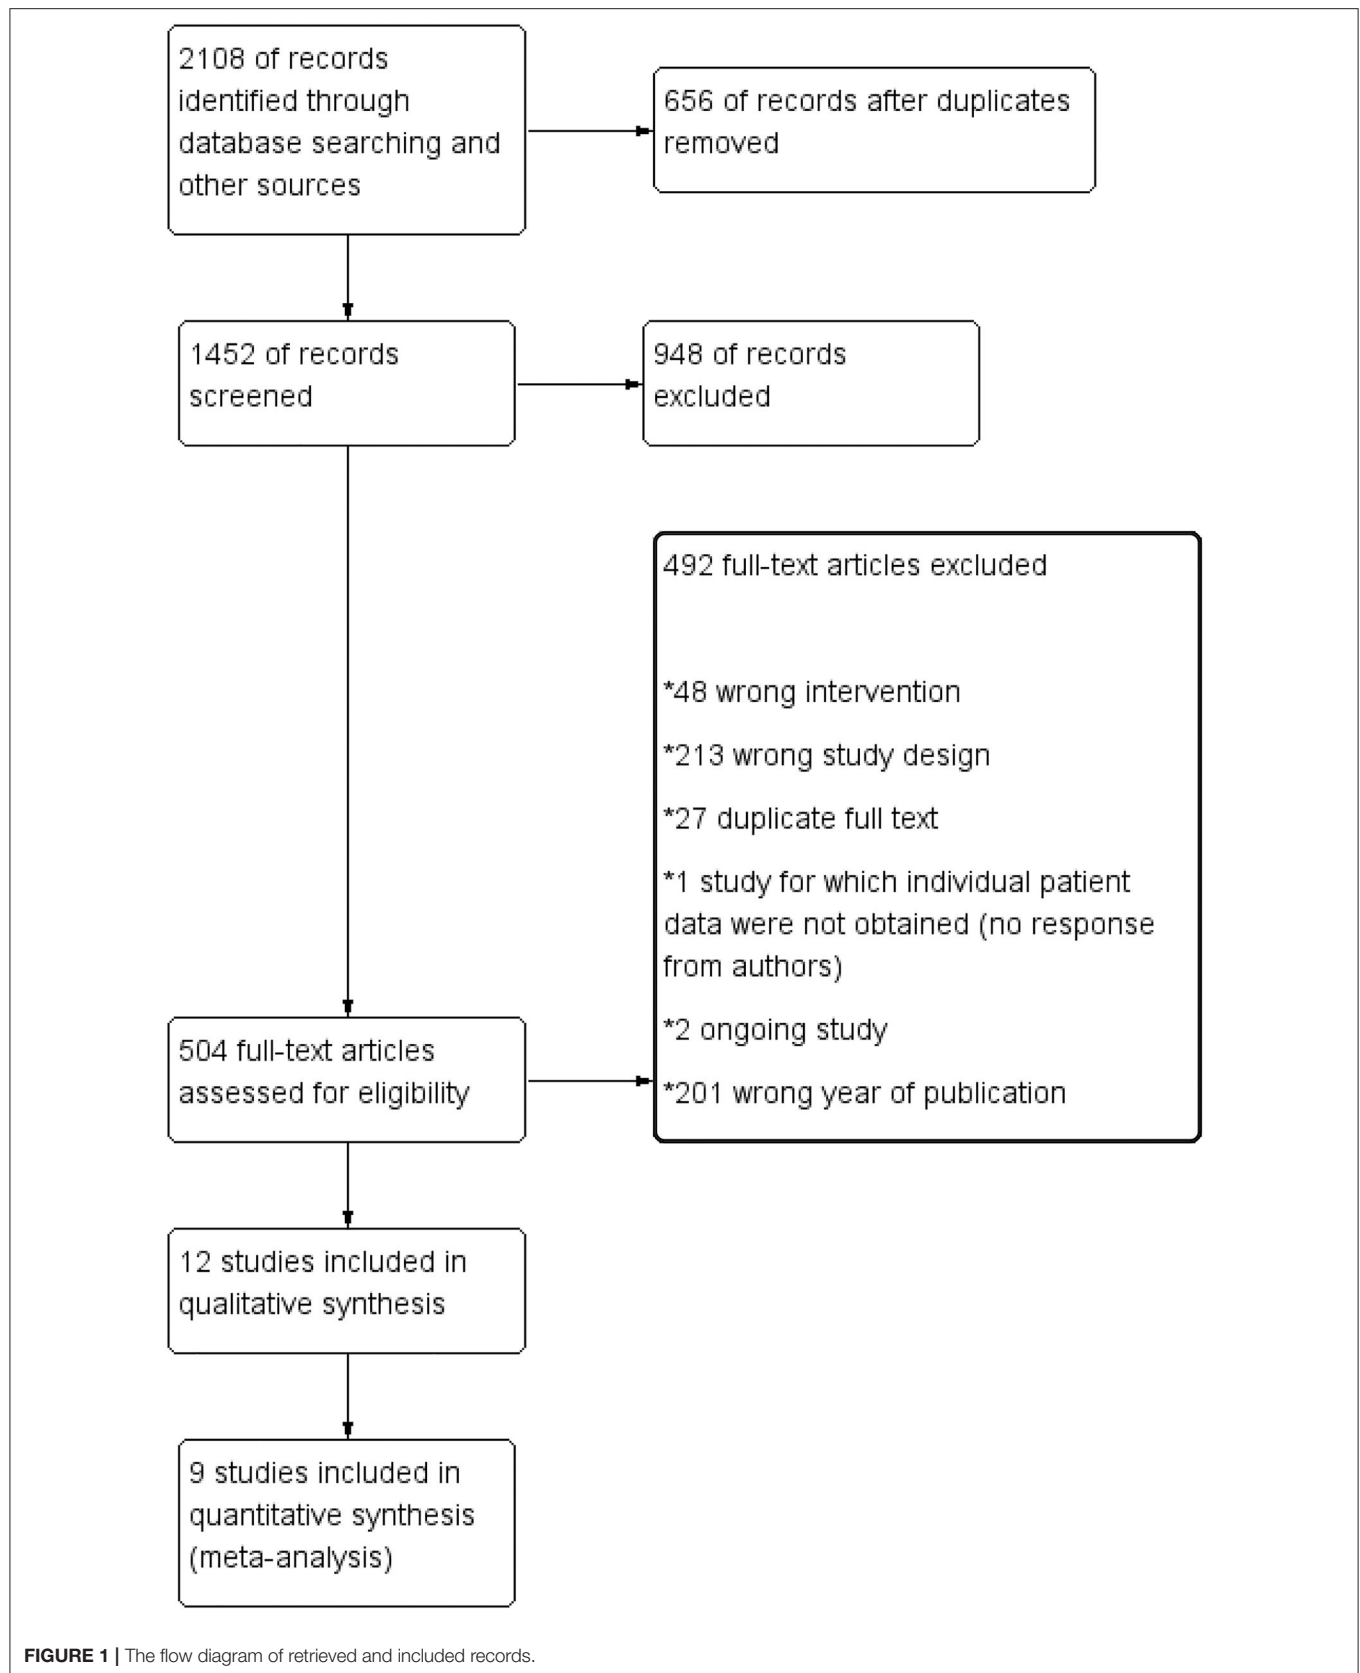 2108 of records
identified through
database searching and
other sources
656 of records after duplicates
removed
1452 of records
screened
948 of records
excluded
492 full-text articles excluded
*48 wrong intervention
*213 wrong study design
*27 duplicate full text
*1 study for which individual patient
data were not obtained (no response
from authors)
*2 ongoing study
*201 wrong year of publication
504 full-text articles
assessed for eligibility
12 studies included in
qualitative synthesis
9 studies included in
quantitative synthesis
(meta-analysis)
FIGURE 1 | The flow diagram of retrieved and included records.